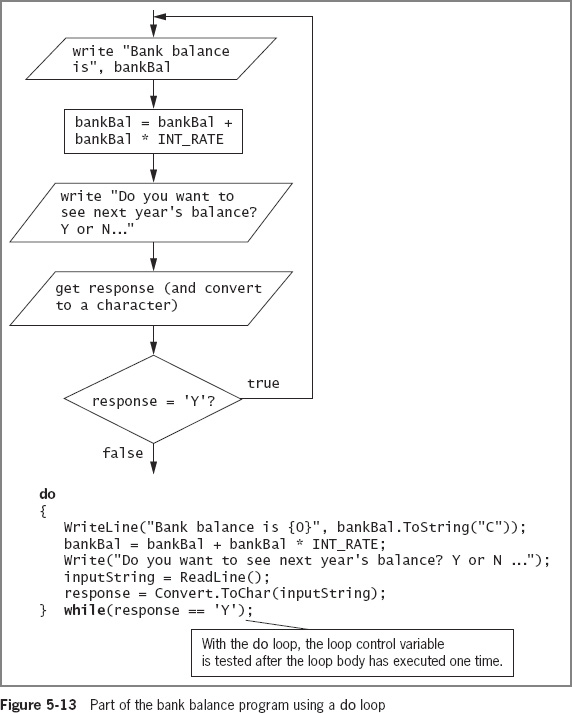 write "Bank balance
is", bankBal
bankBal = bankBal +
bankBal * INT_RATE
write "Do you want to
see next year's balance?
Y or N..."
get response (and convert
to a character)
response = 'Y'?
true
false
do
{
WriteLine("Bank balance is {0}", bankBal.ToString("C"));
bankBal = bankBal + bankBal * INT_RATE;
Write("Do you want to see next year's balance? Y or N ...");
inputString = ReadLine();
response = Convert.ToChar(inputString);
} while(response == 'Y');
With the do loop, the loop control variable
is tested after the loop body has executed one time.
Figure 5-13 Part of the bank balance program using a do loop